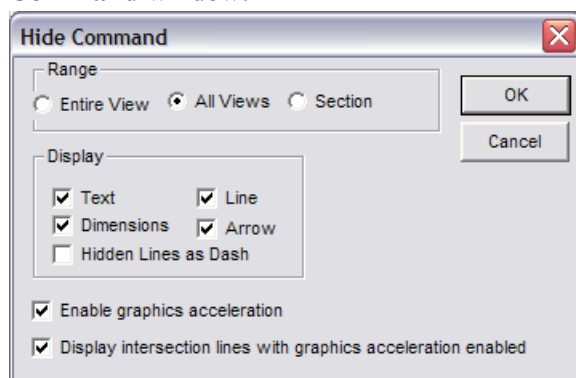 Hide Command
Range
Entire View All Views Section
OK
Cancel
Display
Text Line
Dimensions Arrow
Hidden Lines as Dash
Enable graphics acceleration
Display intersection lines with graphics acceleration enabled